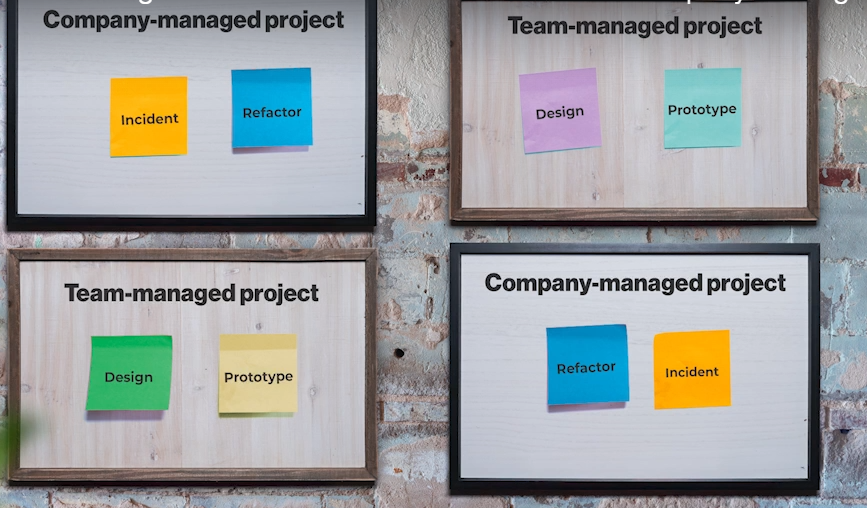 Company-managed project
Incident
Refactor
Team-managed project
Design
Prototype
Team-managed project
Design
Prototype
Company-managed project
Refactor
Incident